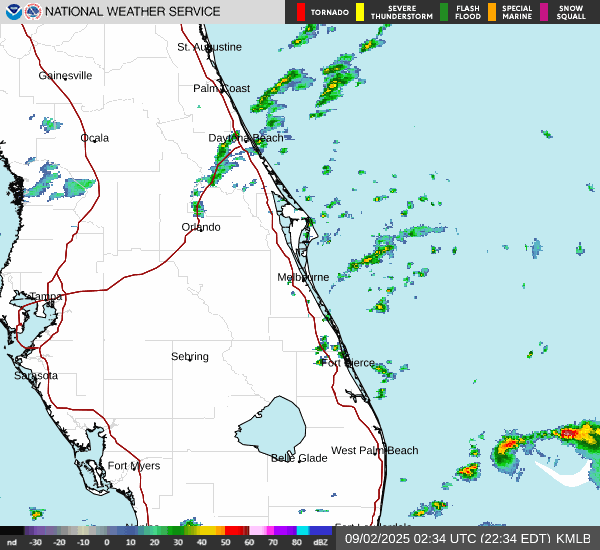 NATIONAL WEATHER SERVICE
TORNADO
SEVERE THUNDERSTORM
FLASH FLOOD
SPECIAL MARINE
SNOW SQUALL
St. Augustine
Gainesville
Palm Coast
Ocala
Daytona Beach
Orlando
Melbourne
Tampa
Sebring
Fort Pierce
Sarasota
West Palm Beach
Belle Glade
Fort Myers
nd -30 -20 -10 0 10 20 30 40 50 60 70 80 dBZ
09/02/2025 02:34 UTC (22:34 EDT) KMLB